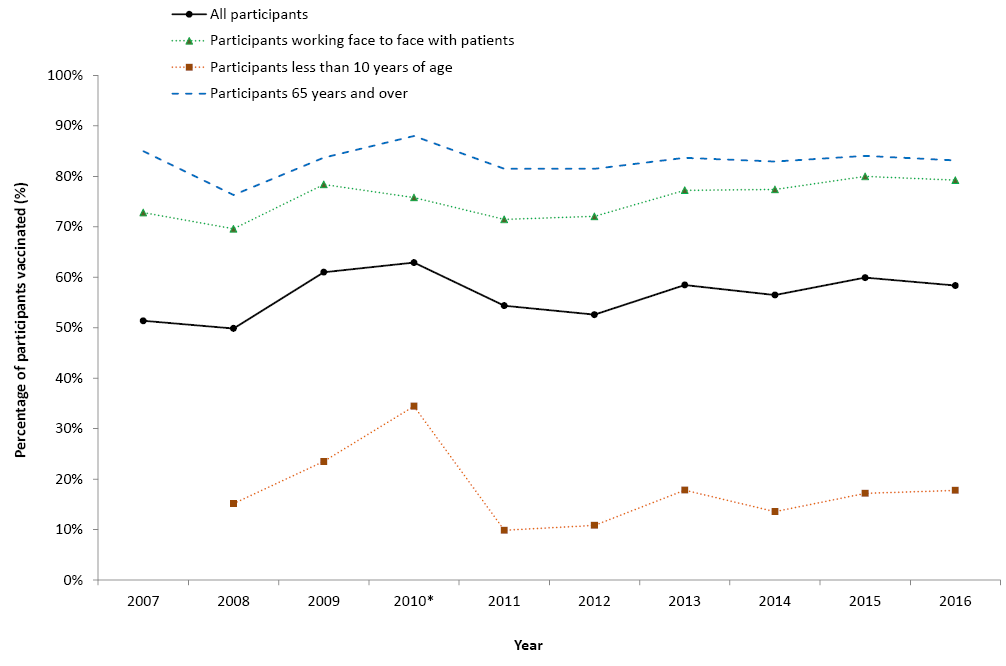 All participants
Participants working face to face with patients
Participants less than 10 years of age
Participants 65 years and over
100%
90%
80%
70%
60%
50%
40%
30%
20%
10%
0%
Percentage of participants vaccinated (%)
2007 2008 2009 2010* 2011 2012 2013 2014 2015 2016
Year